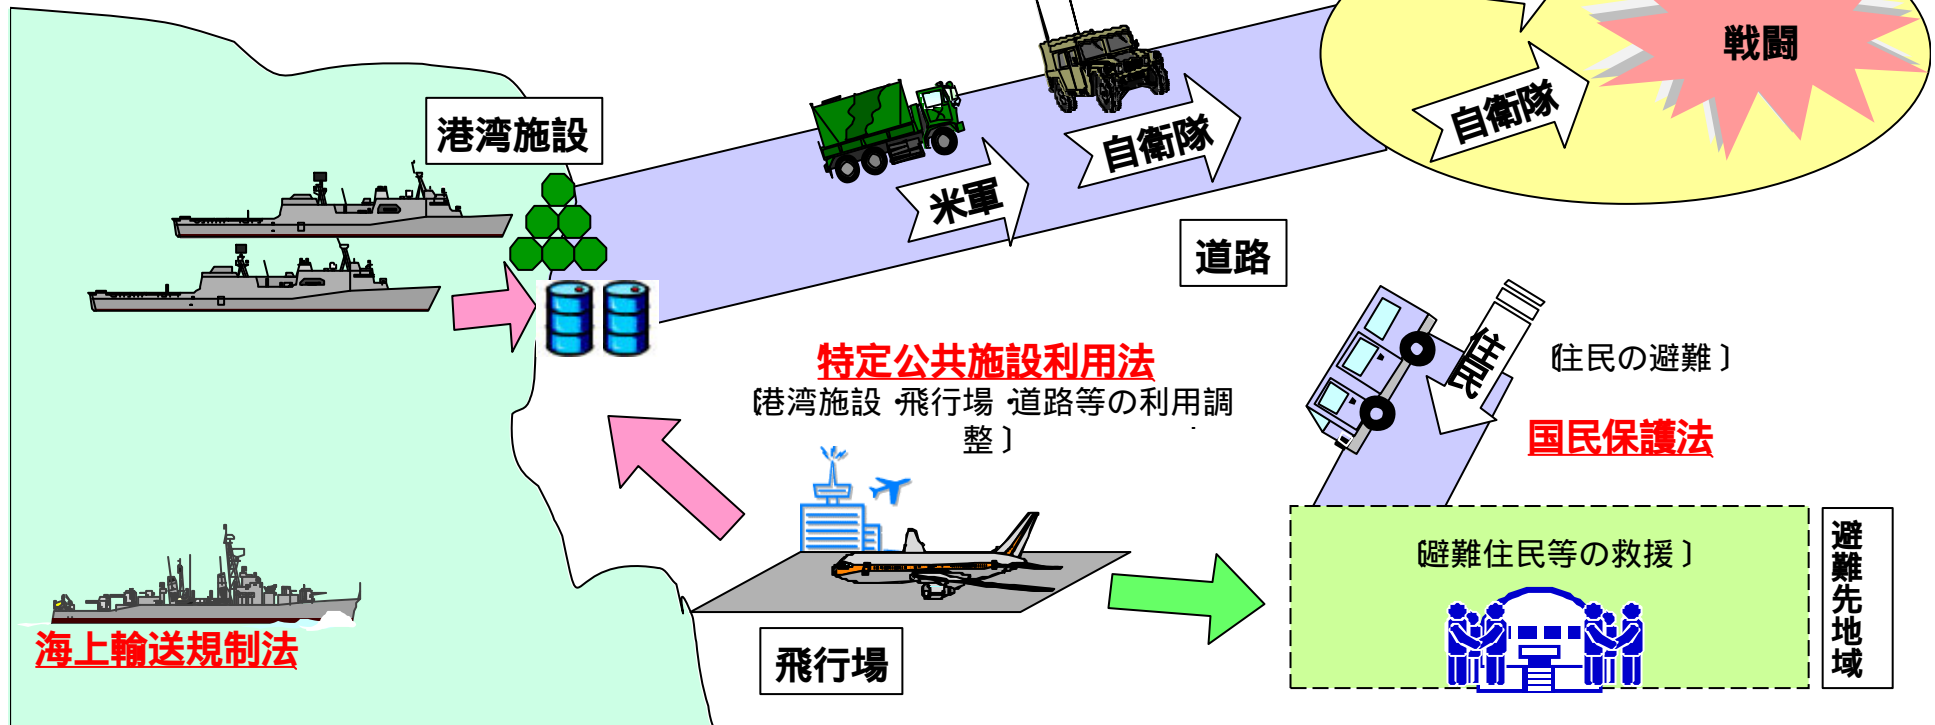 戦闘
自衛隊
港湾施設
自衛隊
米軍
道路
特定公共施設利用法
〔港湾施設・飛行場・道路等の利用調
整〕
住民
〔住民の避難〕
国民保護法
〔避難住民等の救援〕
避難先地域
海上輸送規制法
飛行場